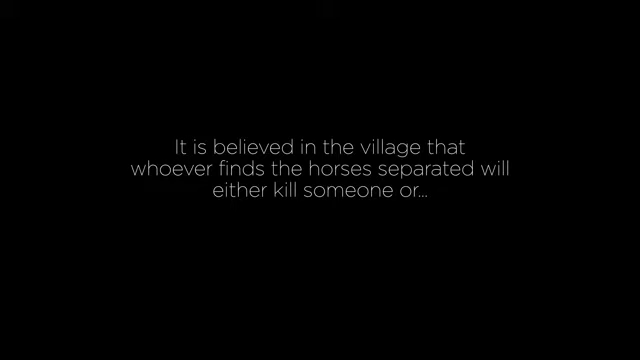 It is believed in the village that
whoever finds the horses separated will
either kill someone or...